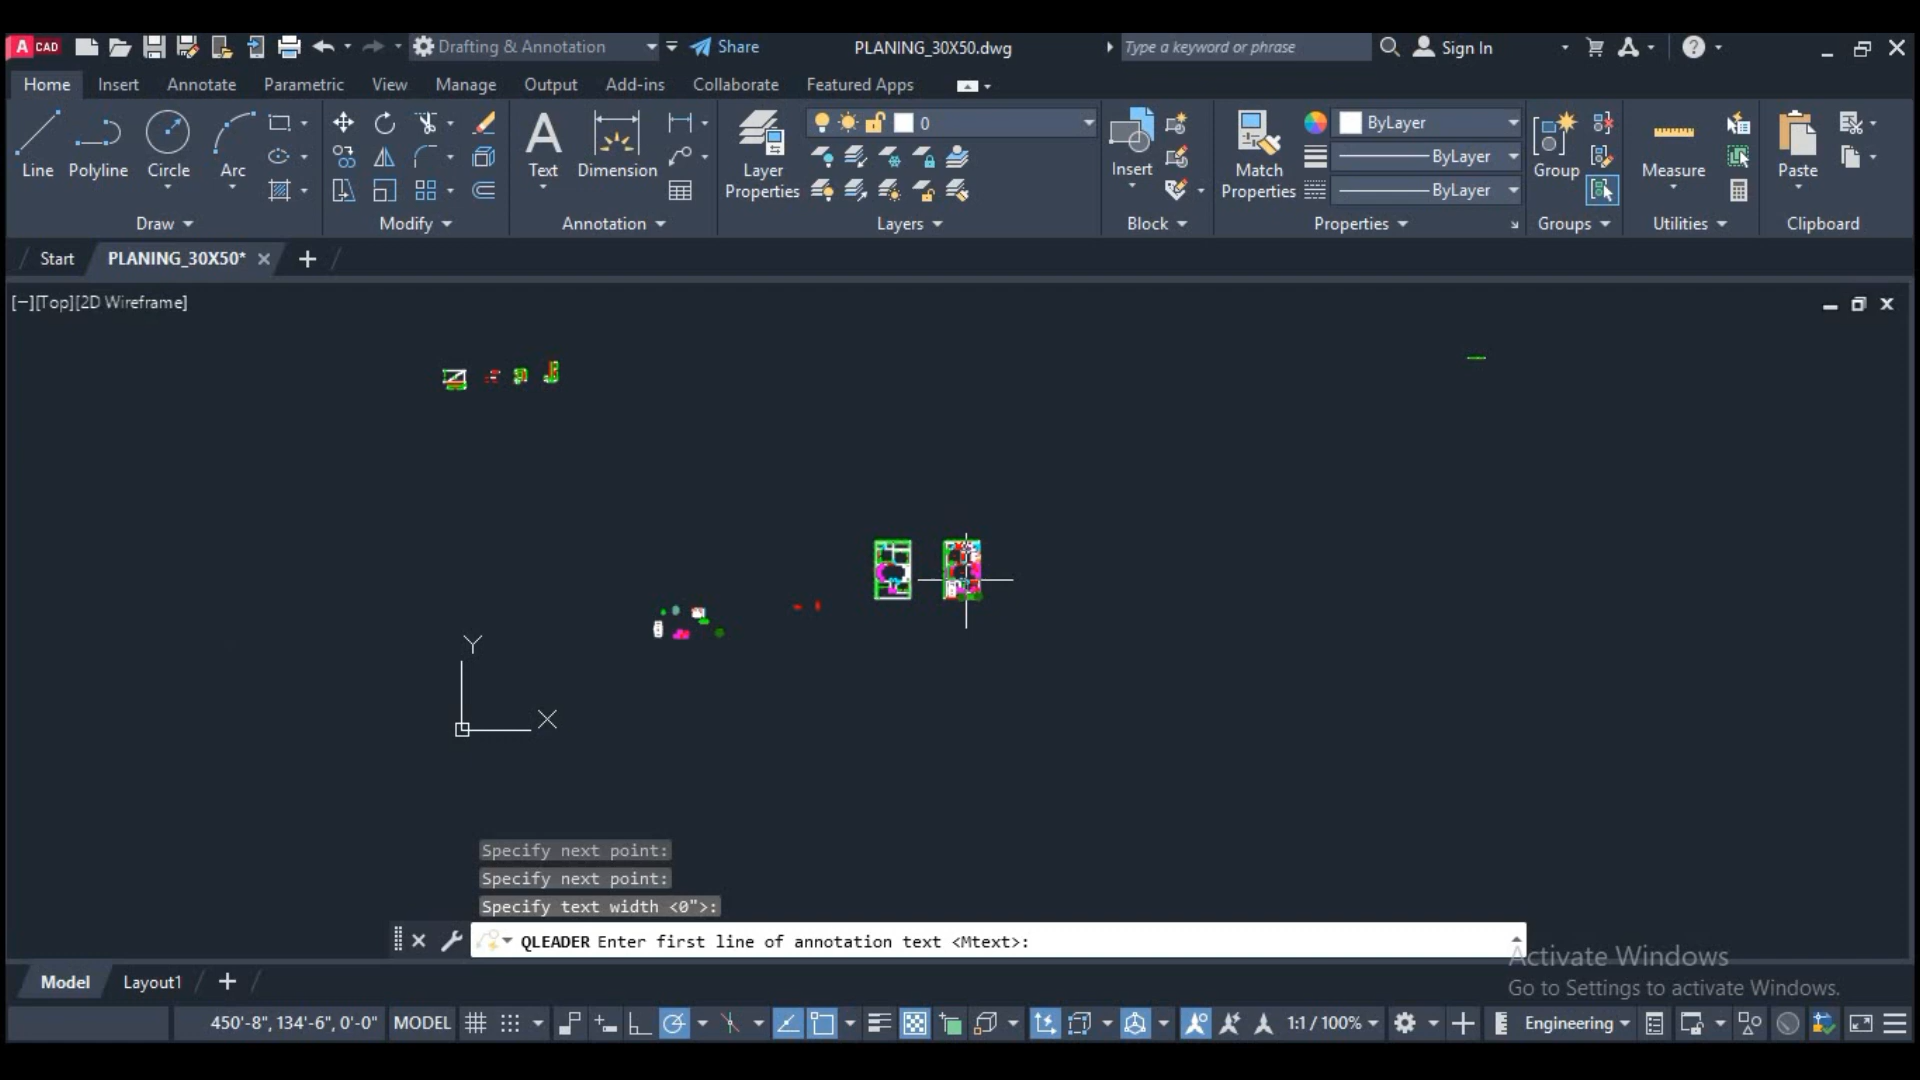 A CAD
Drafting & Annotation
Share
PLANING_30X50.dwg
Type a keyword or phrase
Sign In
Home
Insert
Annotate
Parametric
View
Manage
Output
Add-ins
Collaborate
Featured Apps
Line
Polyline
Circle
Arc
Draw
Modify
Text
Dimension
Annotation
Layer
Properties
0
Layers
Insert
Block
Match
Properties
ByLayer
ByLayer
ByLayer
Properties
Group
Groups
Measure
Utilities
Paste
Clipboard
Start
PLANING_30X50*
[−][Top][2D Wireframe]
Y
X
Specify next point:
Specify next point:
Specify text width <0">:
QLEADER Enter first line of annotation text <Mtext>:
Activate Windows
Go to Settings to activate Windows.
Model
Layout1
450'-8", 134'-6", 0'-0"
MODEL
1:1 / 100%
Engineering